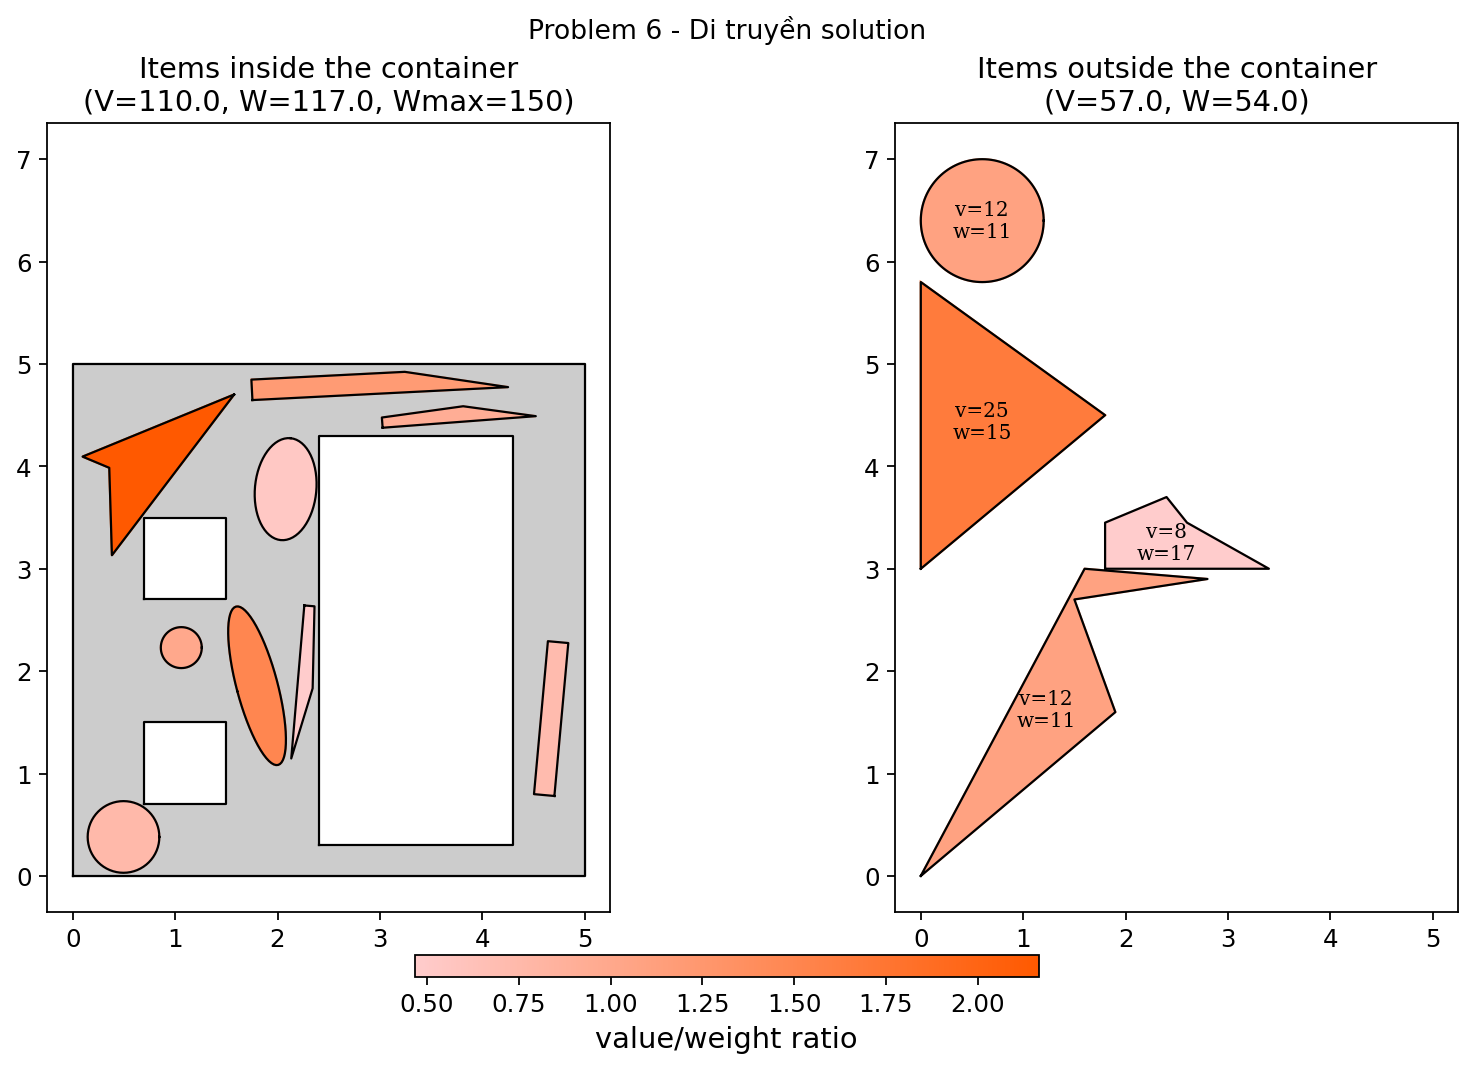 Problem 6 - Di truyền solution
Items inside the container
(V=110.0, W=117.0, Wmax=150)
Items outside the container
(V=57.0, W=54.0)
7
6
5
4
3
2
1
0
0 1 2 3 4 5
7
6
5
4
3
2
1
0
0 1 2 3 4 5
v=12
w=11
v=25
w=15
v=8
w=17
v=12
w=11
0.50 0.75 1.00 1.25 1.50 1.75 2.00
value/weight ratio